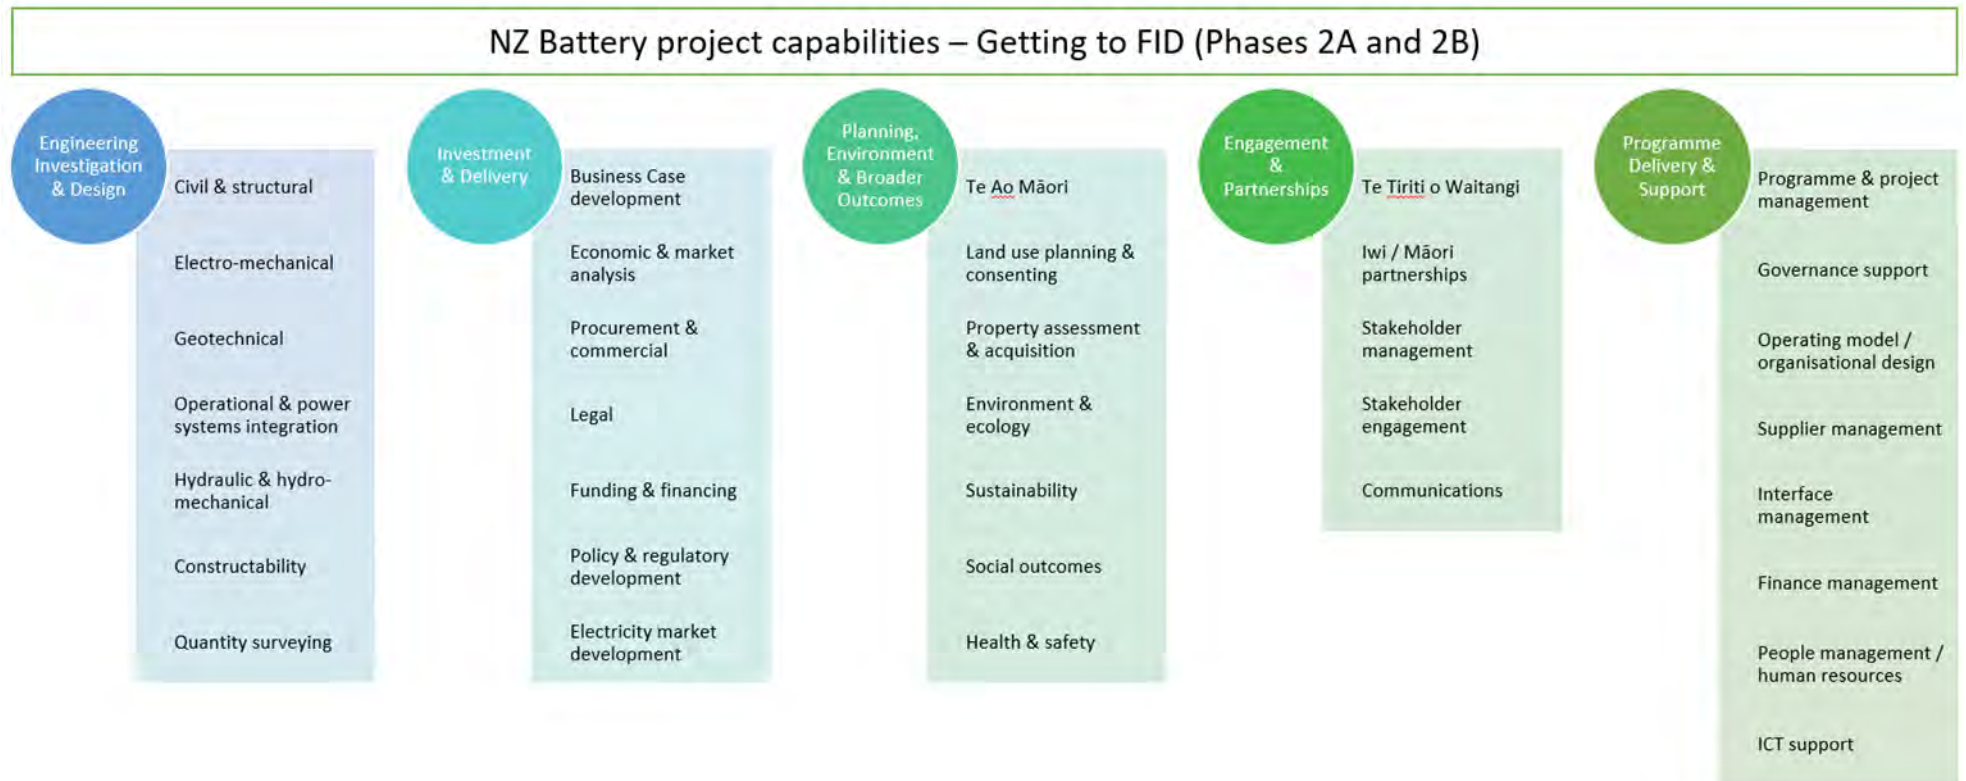 NZ Battery project capabilities – Getting to FID (Phases 2A and 2B)
Engineering
Investigation
& Design
Civil & structural
Electro-mechanical
Geotechnical
Operational & power
systems integration
Hydraulic & hydro-
mechanical
Constructability
Quantity surveying
Investment
& Delivery
Business Case
development
Economic & market
analysis
Procurement &
commercial
Legal
Funding & financing
Policy & regulatory
development
Electricity market
development
Planning,
Environment
& Broader
Outcomes
Te Ao Māori
Land use planning &
consenting
Property assessment
& acquisition
Environment &
ecology
Sustainability
Social outcomes
Health & safety
Engagement
&
Partnerships
Te Tiriti o Waitangi
Iwi / Māori
partnerships
Stakeholder
management
Stakeholder
engagement
Communications
Programme
Delivery &
Support
Programme & project
management
Governance support
Operating model /
organisational design
Supplier management
Interface
management
Finance management
People management /
human resources
ICT support